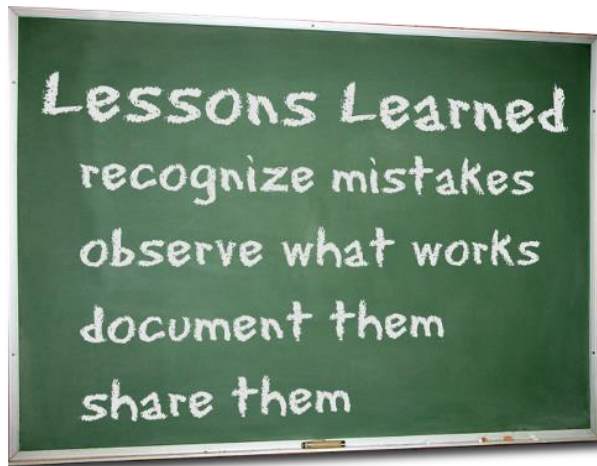 Lessons Learned
recognize mistakes
observe what works
document them
share them